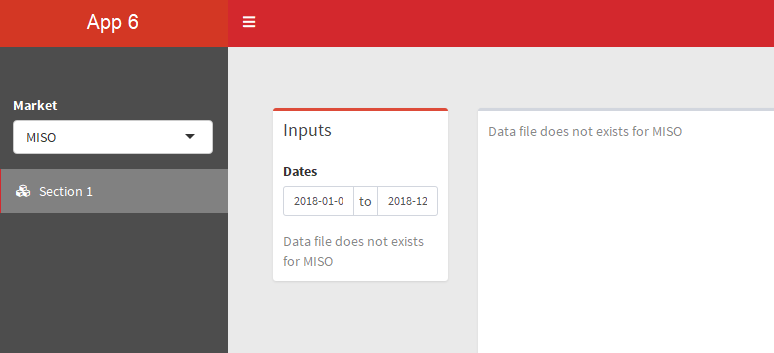 App 6
Market
MISO
Section 1
Inputs
Dates
2018-01-0 to 2018-12
Data file does not exists
for MISO
Data file does not exists for MISO